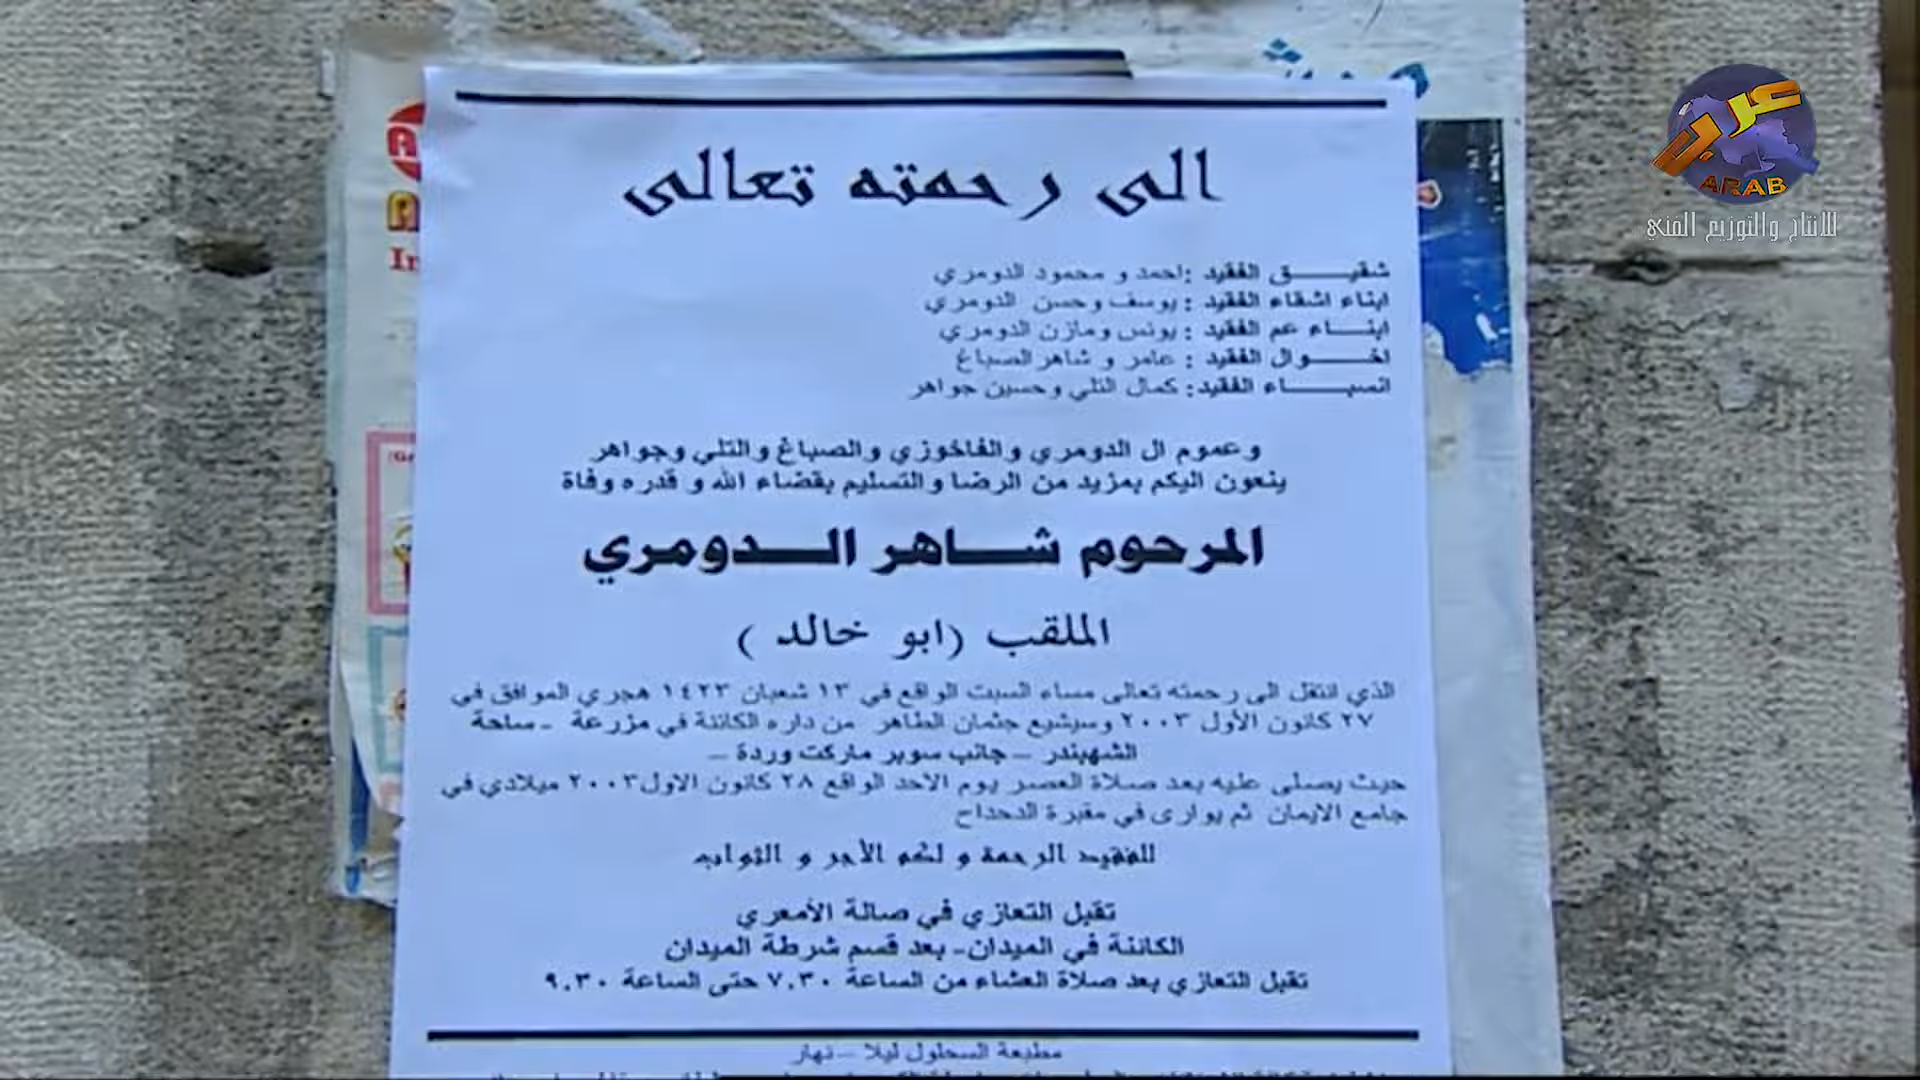 عرب
ARAB
للانتاج والتوزيع الفني
الى رحمته تعالى
شقيق الفقيد :احمد و محمود الدومري
ابناء اشقاء الفقيد : يوسف وحسن الدومري
ابناء عم الفقيد : يونس ومازن الدومري
اخوال الفقيد : عامر و شاهر الصباغ
انسباء الفقيد: كمال التلي وحسين جواهر
وعموم ال الدومري والفاخوزي والصباغ والتلي وجواهر
ينعون اليكم بمزيد من الرضا والتسليم بقضاء الله و قدره وفاة
المرحوم شاهر الدومري
الملقب (ابو خالد )
الذي انتقل الى رحمته تعالى مساء السبت الواقع في ١٣ شعبان ١٤٢٣ هجري الموافق في
٢٧ كانون الأول ٢٠٠٣ وسيشيع جثمان الطاهر من داره الكائنة في مزرعة - ساحة
الشهبندر – جانب سوبر ماركت وردة –
حيث يصلى عليه بعد صلاة العصر يوم الاحد الواقع ٢٨ كانون الاول٢٠٠٣ ميلادي في
جامع الايمان ثم يوارى في مقبرة الدحداح
للفقيد الرحمة و لكم الأجر و الثواب
تقبل التعازي في صالة الأمعري
الكائنة في الميدان- بعد قسم شرطة الميدان
تقبل التعازي بعد صلاة العشاء من الساعة ٧.٣٠ حتى الساعة ٩.٣٠
مطبعة السحلول ليلا – نهار